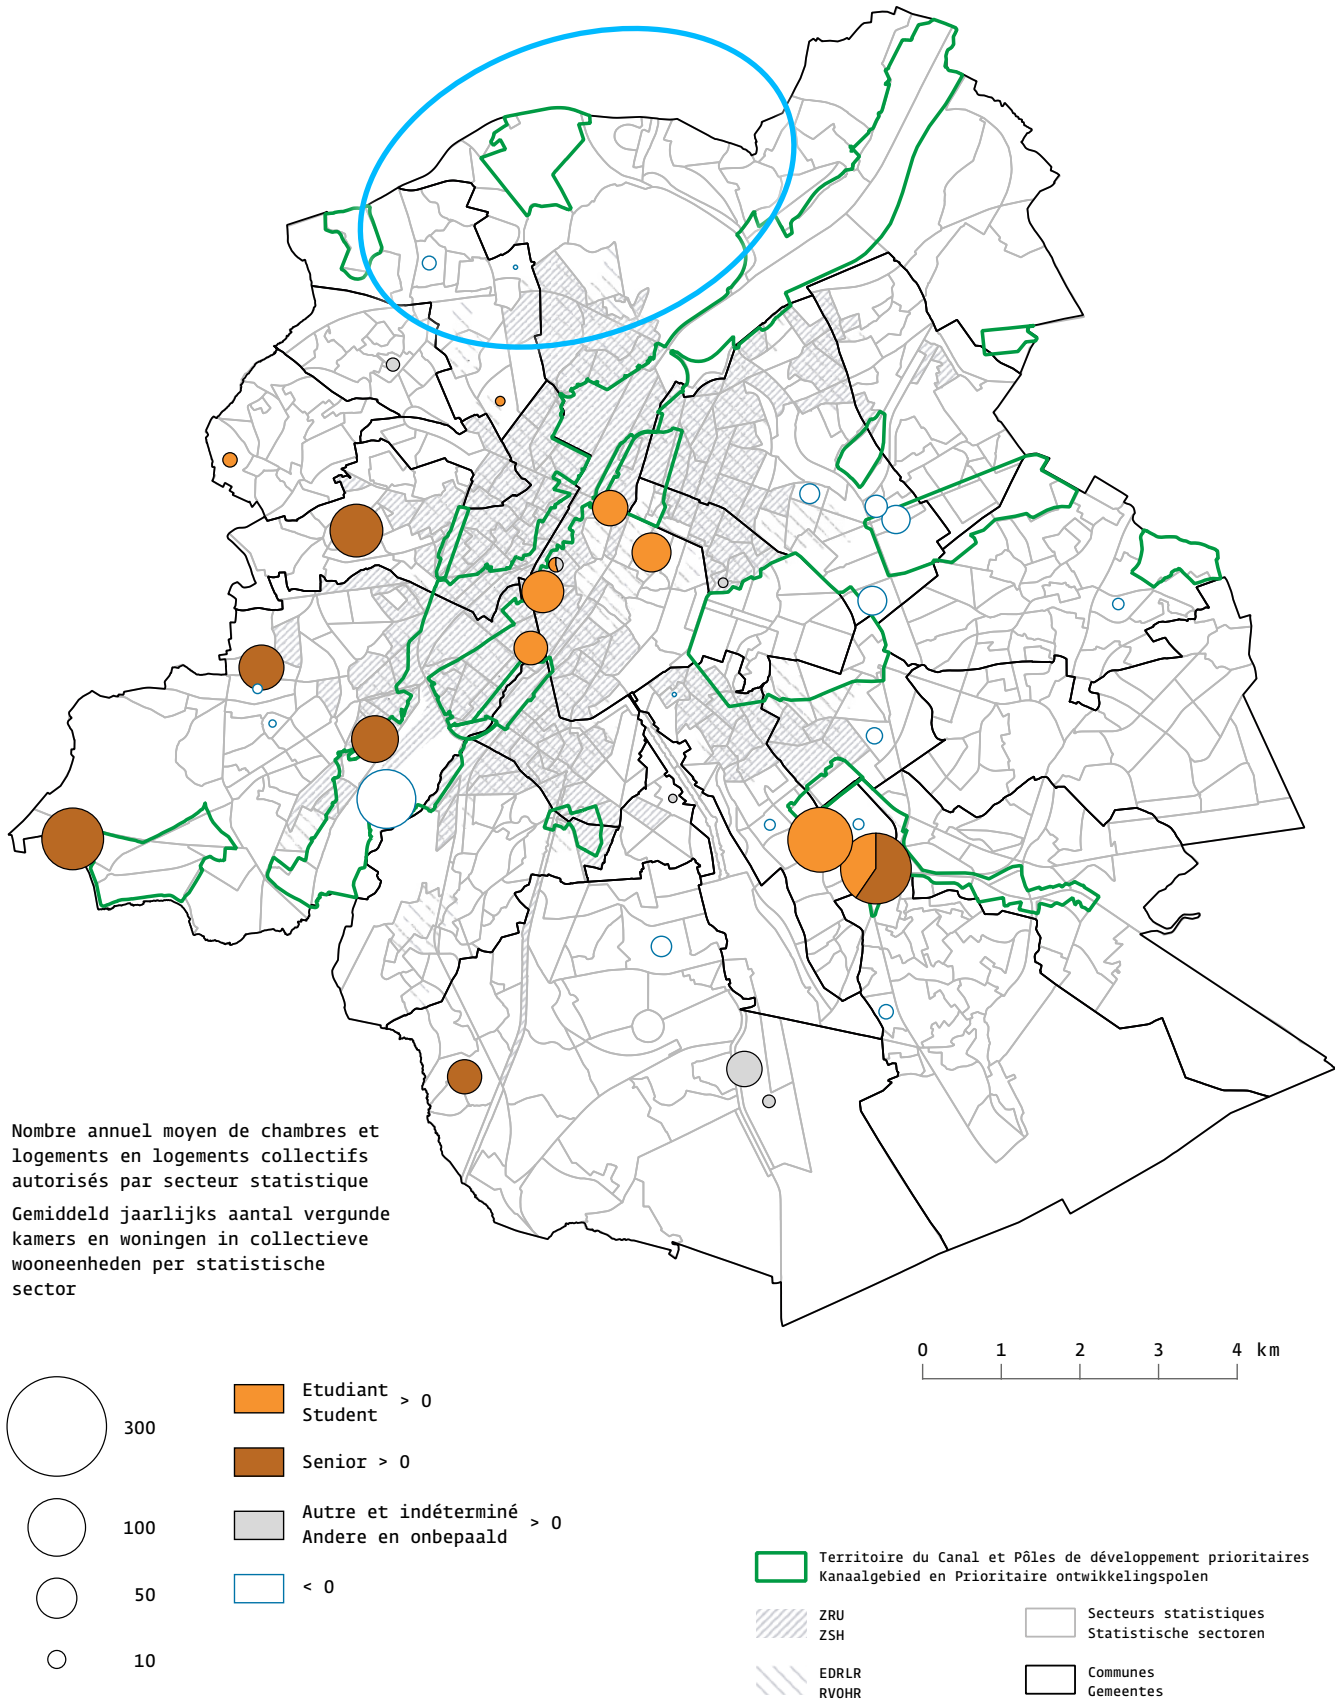 Nombre annuel moyen de chambres et
logements en logements collectifs
autorisés par secteur statistique
Gemiddeld jaarlijks aantal vergunde
kamers en woningen in collectieve
wooneenheden per statistische
sector
0 1 2 3 4 km
300
100
50
10
Etudiant
Student > 0
Senior > 0
Autre et indéterminé
Andere en onbepaald > 0
< 0
Territoire du Canal et Pôles de développement prioritaires
Kanaalgebied en Prioritaire ontwikkelingspolen
ZRU
ZSH
Secteurs statistiques
Statistische sectoren
EDRLR
RVOHR
Communes
Gemeentes